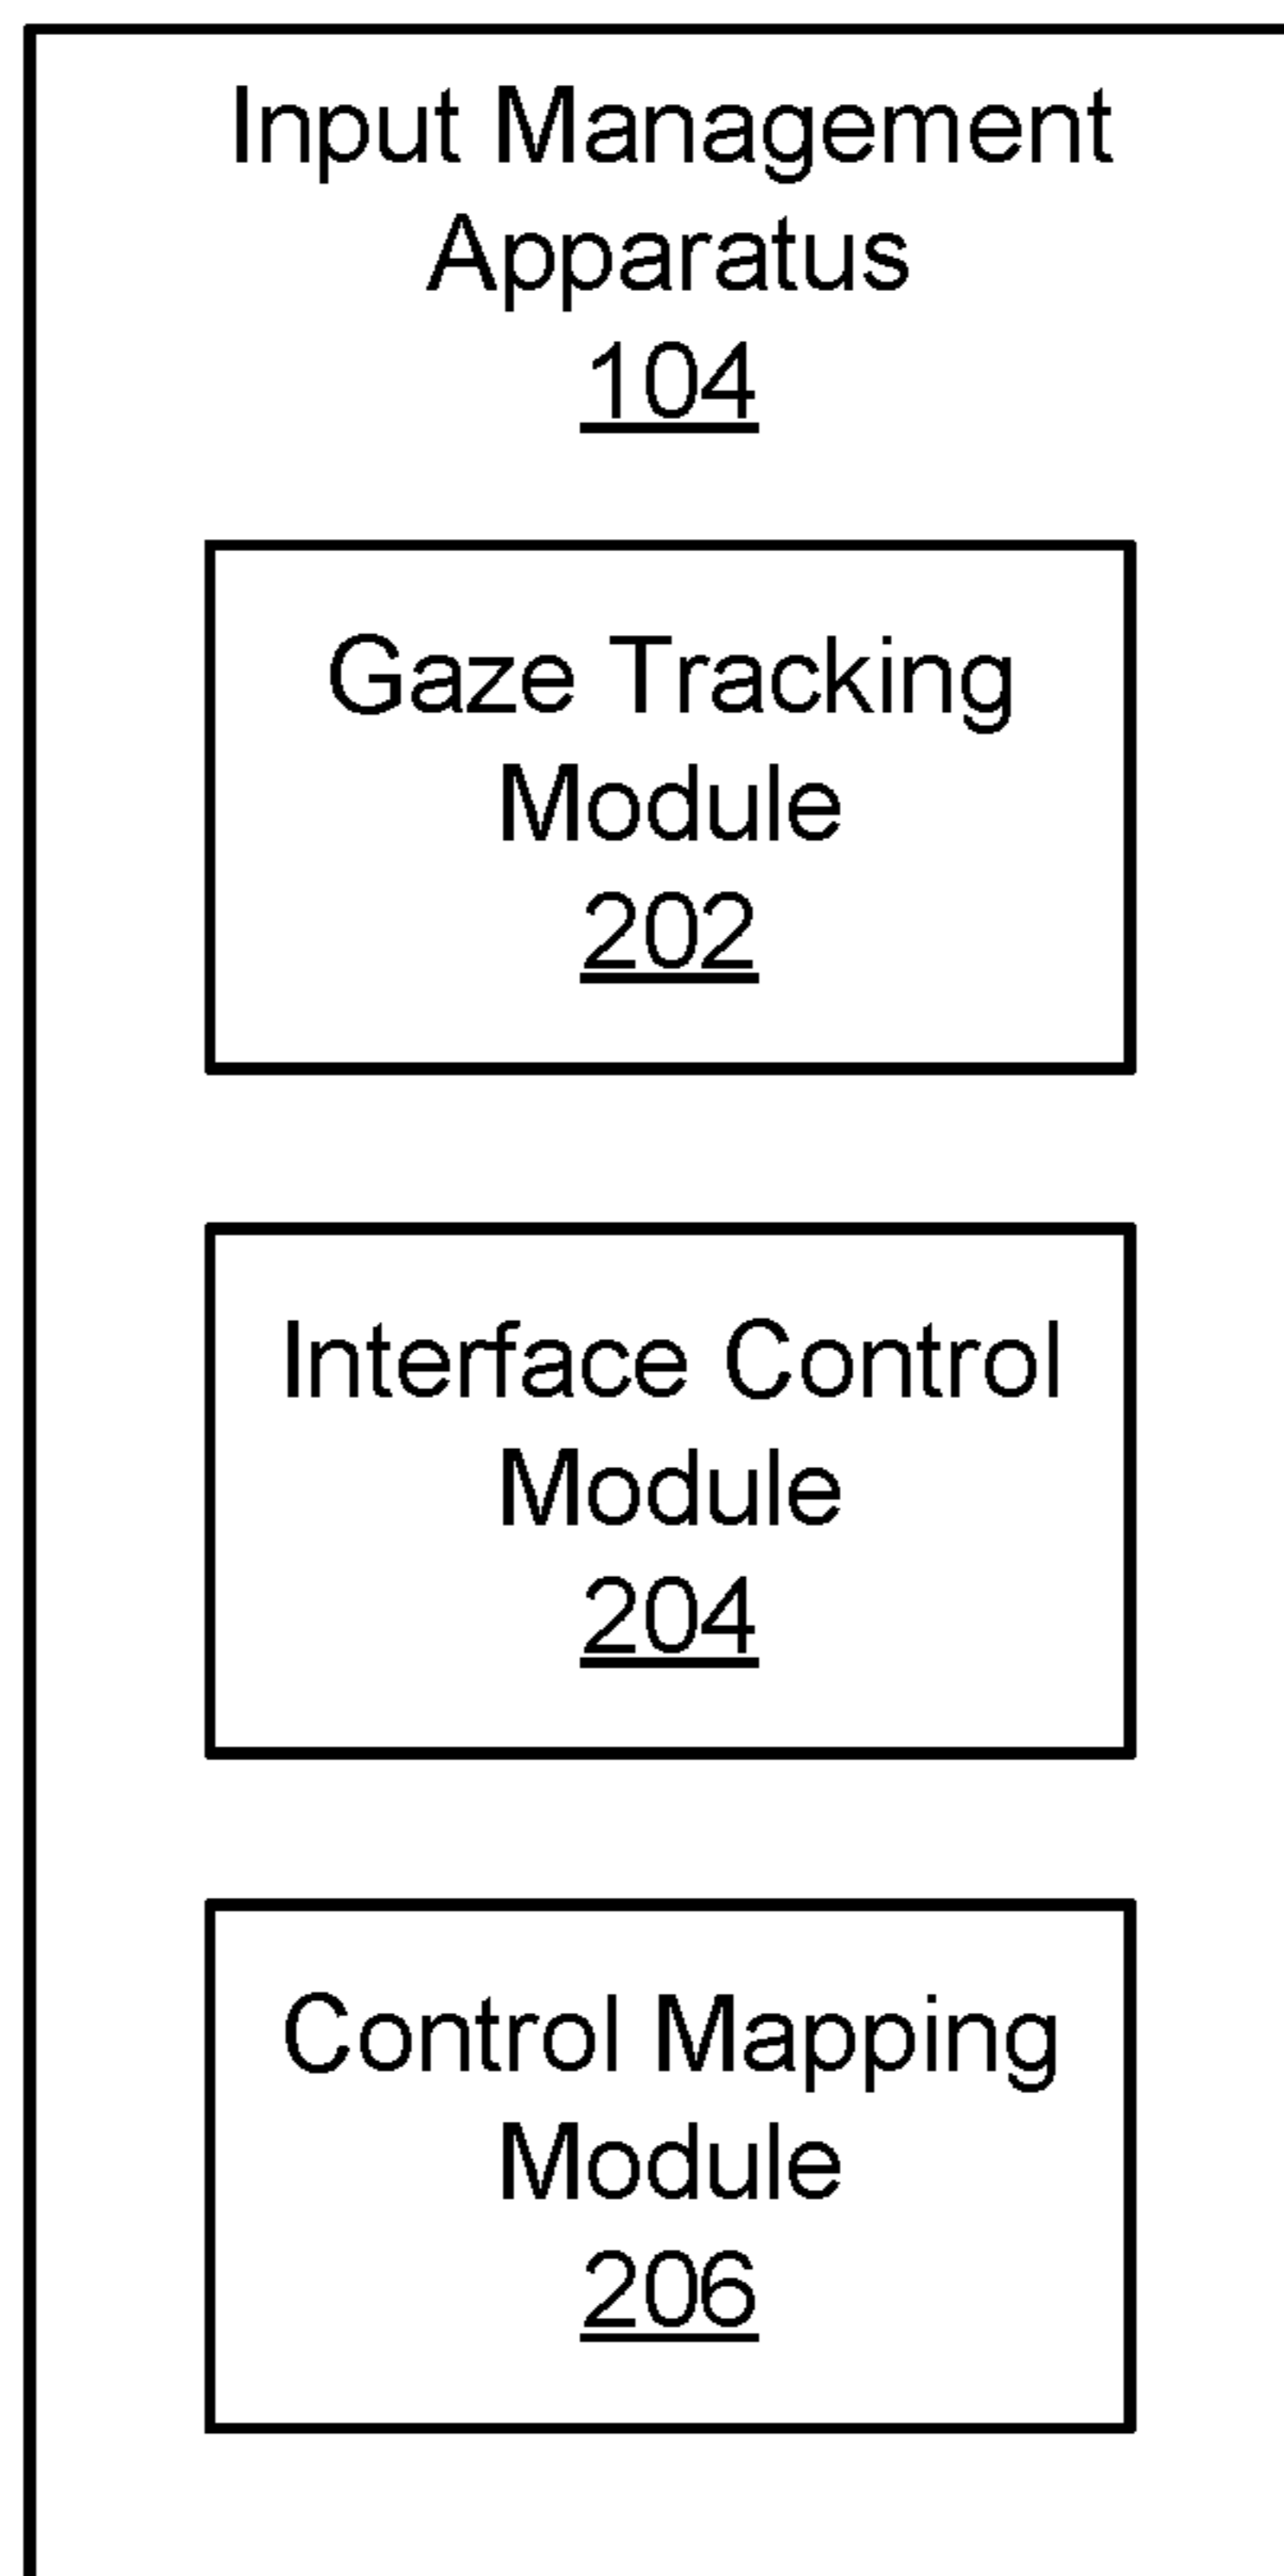 Input Management
Apparatus
104
Gaze Tracking
Module
202
Interface Control
Module
204
Control Mapping
Module
206